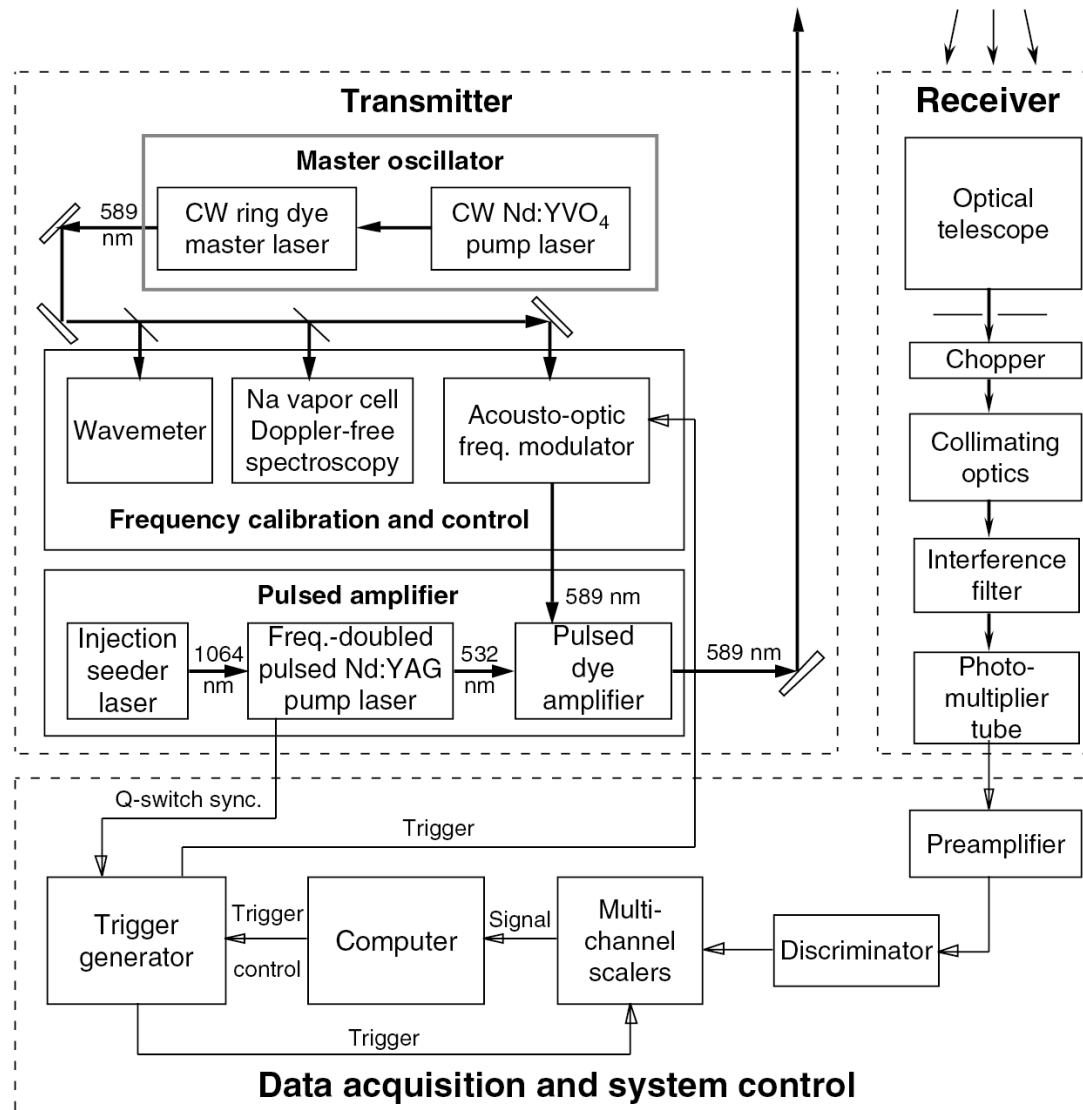 Transmitter
Receiver
Master oscillator
CW ring dye
master laser
CW Nd:YVO4
pump laser
589
nm
Optical
telescope
Chopper
Wavemeter
Na vapor cell
Doppler-free
spectroscopy
Acousto-optic
freq. modulator
Frequency calibration and control
Collimating
optics
Interference
filter
Pulsed amplifier
589 nm
Injection
seeder
laser
1064
nm
Freq.-doubled
pulsed Nd:YAG
pump laser
532
nm
Pulsed
dye
amplifier
589 nm
Photo-
multiplier
tube
Q-switch sync.
Trigger
Preamplifier
Trigger
generator
Trigger
control
Computer
Signal
Multi-
channel
scalers
Discriminator
Trigger
Data acquisition and system control